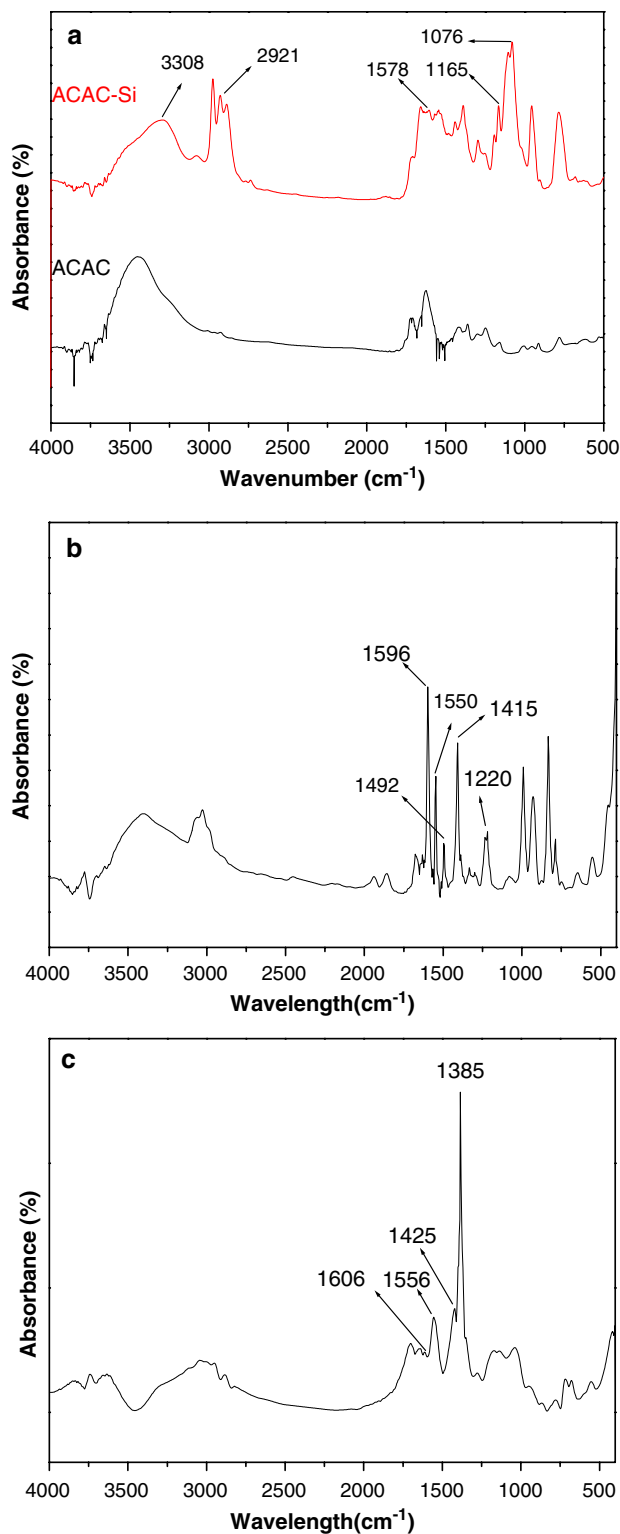 a
1076
3308
2921
1578
1165
ACAC-Si
ACAC
Absorbance (%)
4000 3500 3000 2500 2000 1500 1000 500
Wavenumber (cm-1)
b
1596
1550
1415
1492
1220
Absorbance (%)
4000 3500 3000 2500 2000 1500 1000 500
Wavelength(cm-1)
c
1385
1425
1606
1556
Absorbance (%)
4000 3500 3000 2500 2000 1500 1000 500
Wavelength(cm-1)